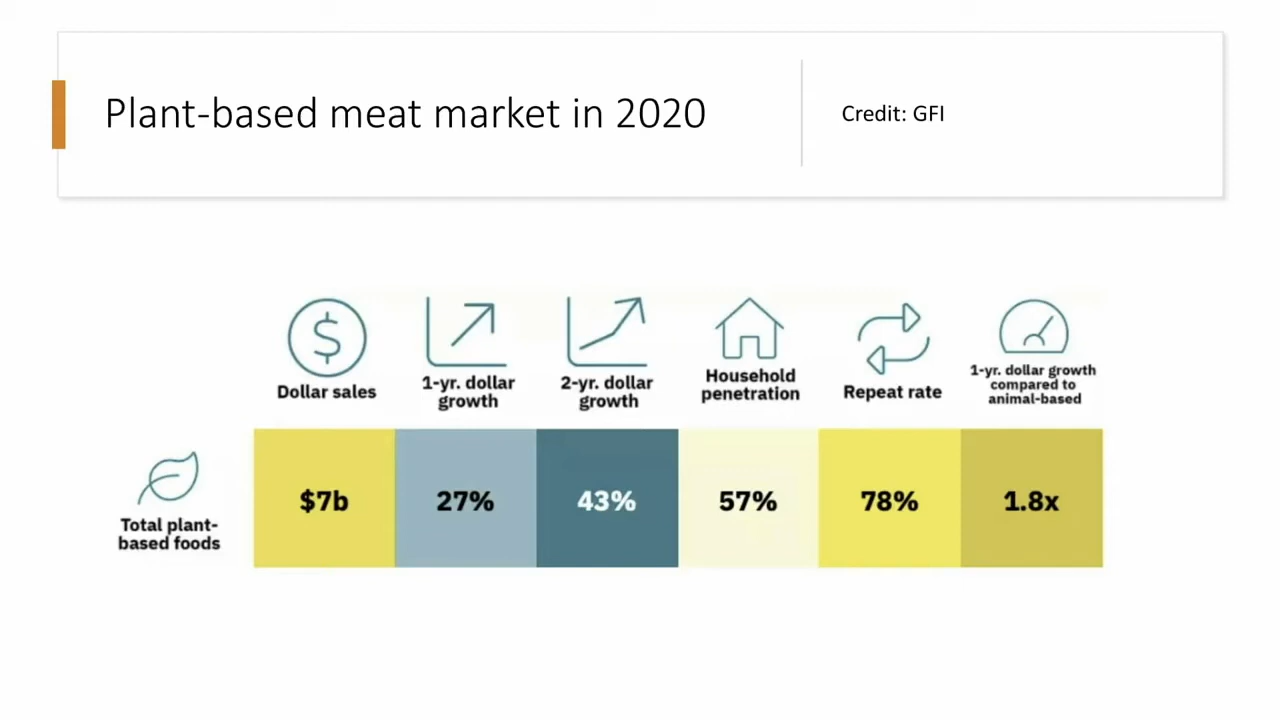 Plant-based meat market in 2020
Credit: GFI
$
Dollar sales
1-yr. dollar
growth
2-yr. dollar
growth
Household
penetration
Repeat rate
1-yr. dollar growth
compared to
animal-based
Total plant-
based foods
$7b
27%
43%
57%
78%
1.8x